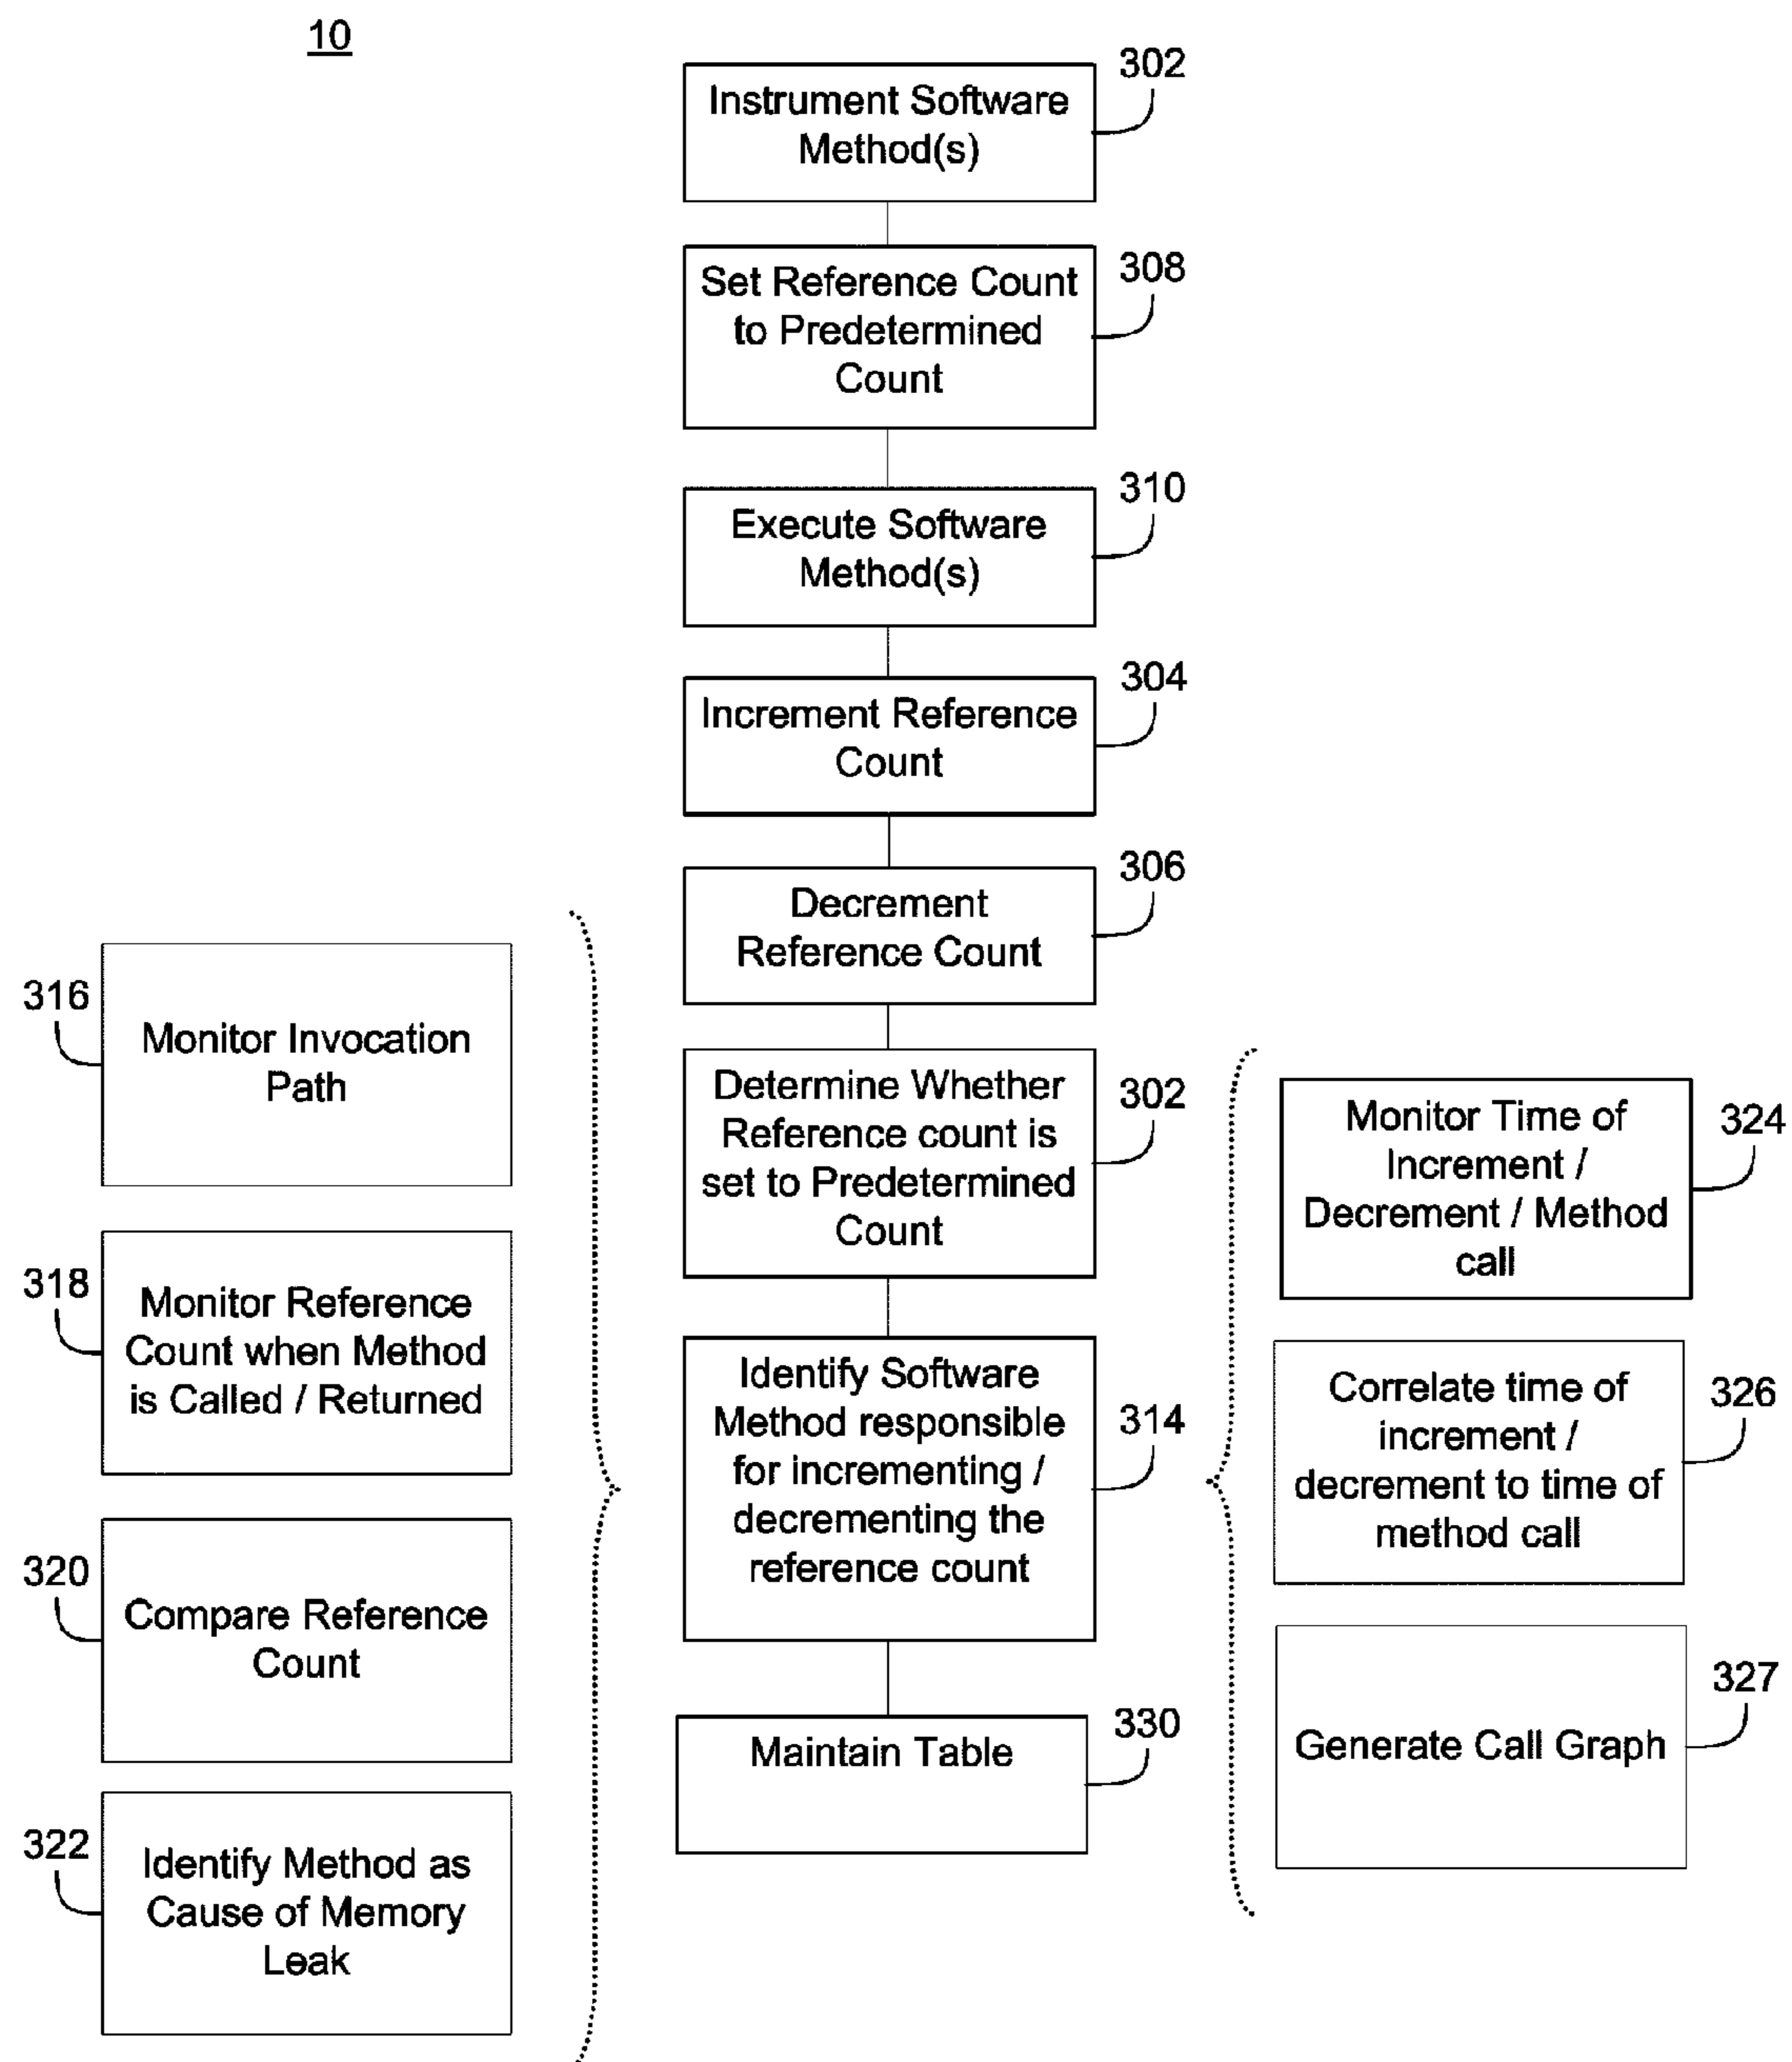 10
Instrument Software
Method(s)
302
Set Reference Count
to Predetermined
Count
308
Execute Software
Method(s)
310
Increment Reference
Count
304
Decrement
Reference Count
306
Determine Whether
Reference count is
set to Predetermined
Count
302
Identify Software
Method responsible
for incrementing /
decrementing the
reference count
314
Maintain Table
330
316
Monitor Invocation
Path
318
Monitor Reference
Count when Method
is Called / Returned
320
Compare Reference
Count
322
Identify Method as
Cause of Memory
Leak
Monitor Time of
Increment /
Decrement / Method
call
324
Correlate time of
increment /
decrement to time of
method call
326
Generate Call Graph
327